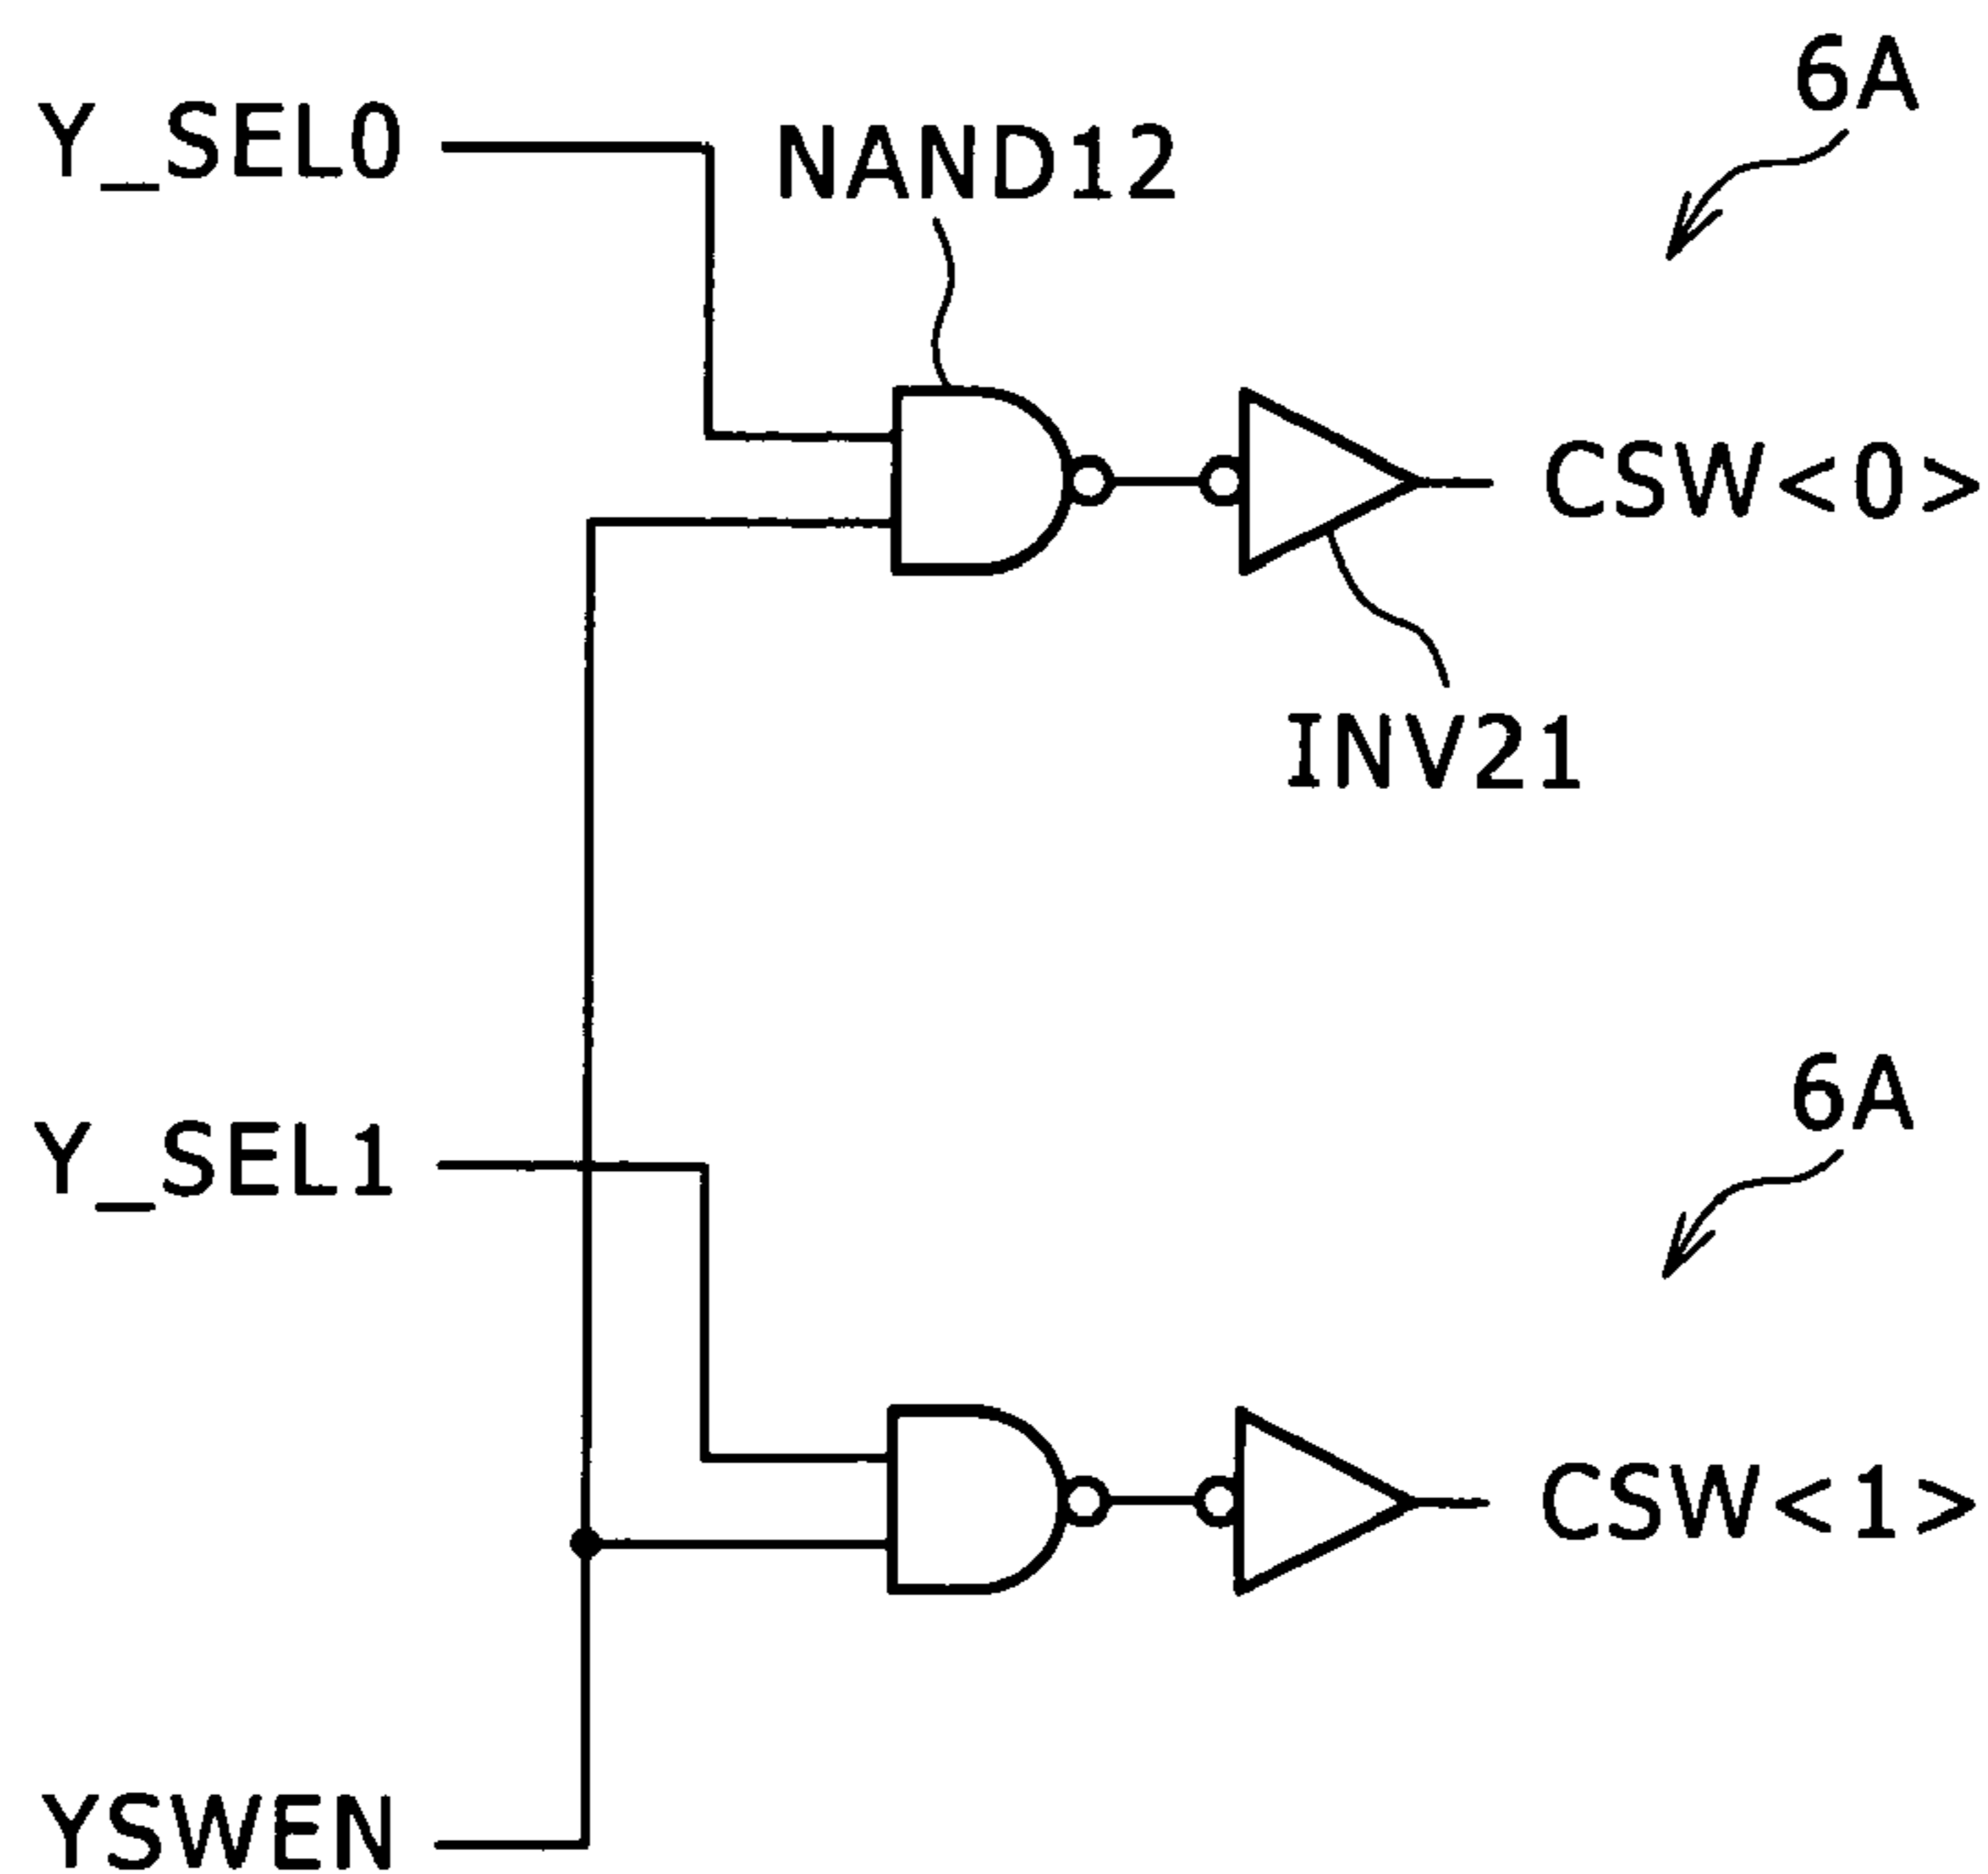 6A
Y_SEL0
NAND12
CSW<0>
INV21
6A
Y_SEL1
CSW<1>
YSWEN